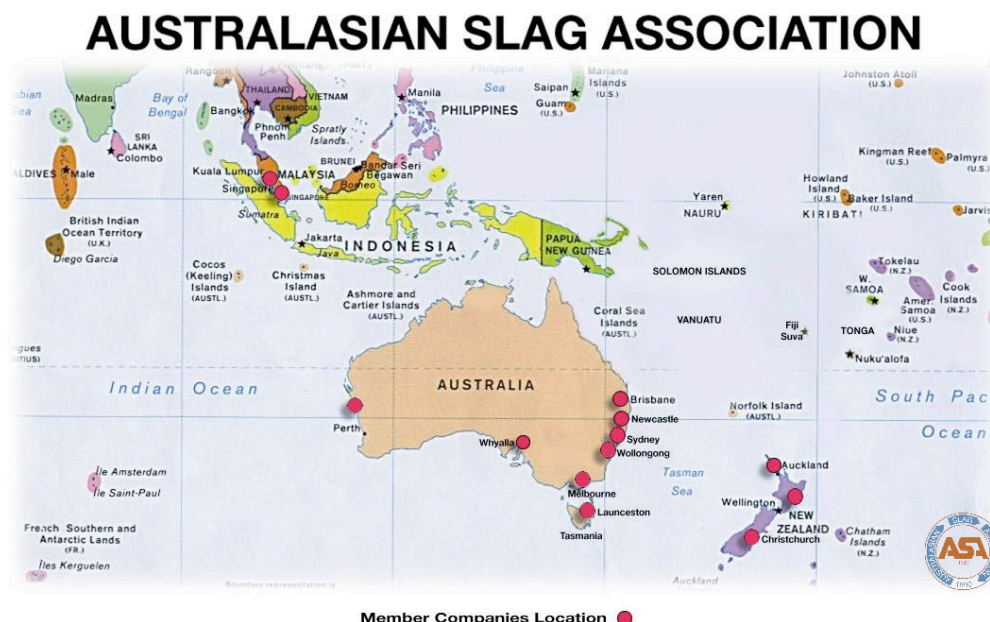 AUSTRALASIAN SLAG ASSOCIATION
Rangoon
Philippine
Sea
Mariana
Islands
(U.S.)
Johnston Atoll
(U.S.)
Madras
Bay of
Bengal
THAILAND
VIETNAM
Bangkok
CAMBODIA
Phnom
Penh
Spratly
Islands
Manila
PHILIPPINES
Saipan
Guam
(U.S.)
SRI
LANKA
Colombo
Male
Kingman Reef
(U.S.)
Palmyra
(U.S.)
Kuala Lumpur
MALAYSIA
BRUNEI
Bandar Seri
Begawan
Singapore
SINGAPORE
Borneo
Sumatra
Howland
Island
(U.S.)
Baker Island
(U.S.)
KIRIBATI
Jarvis
Yaren
NAURU
British Indian
Ocean Territory
(U.K.)
Diego Garcia
Jakarta
INDONESIA
Java
PAPUA
NEW GUINEA
SOLOMON ISLANDS
Cocos
(Keeling)
Islands
(AUSTL.)
Christmas
Island
(AUSTL.)
Ashmore and
Cartier Islands
(AUSTL.)
Coral Sea
Islands
(AUSTL.)
VANUATU
Fiji
Suva
Tokelau
(N.Z.)
W.
SAMOA
Amer.
Samoa
(U.S.)
Cook
Islands
(N.Z.)
TONGA
Niue
(N.Z.)
Nuku'alofa
Indian Ocean
AUSTRALIA
South Pac
Ocean
Perth
Whyalla
Brisbane
Newcastle
Sydney
Wollongong
Norfolk Island
(AUSTL.)
Melbourne
Launceston
Tasmania
Tasman
Sea
Auckland
Wellington
NEW
ZEALAND
Christchurch
Chatham
Islands
(N.Z.)
Île Amsterdam
Île Saint-Paul
French Southern and
Antarctic Lands
(FR.)
Îles Kerguelen
Boundary representation is
Auckland
ASA
Member Companies Location